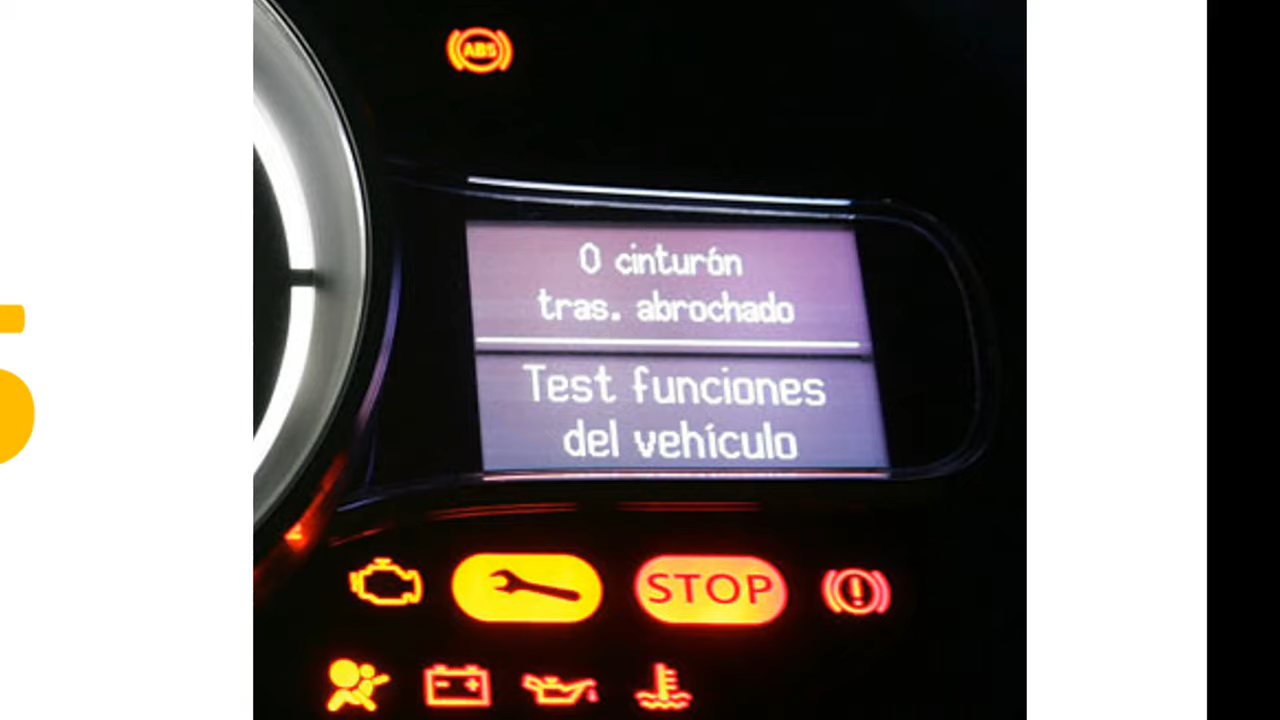 ABS
0 cinturón
tras. abrochado
Test funciones
del vehículo
STOP